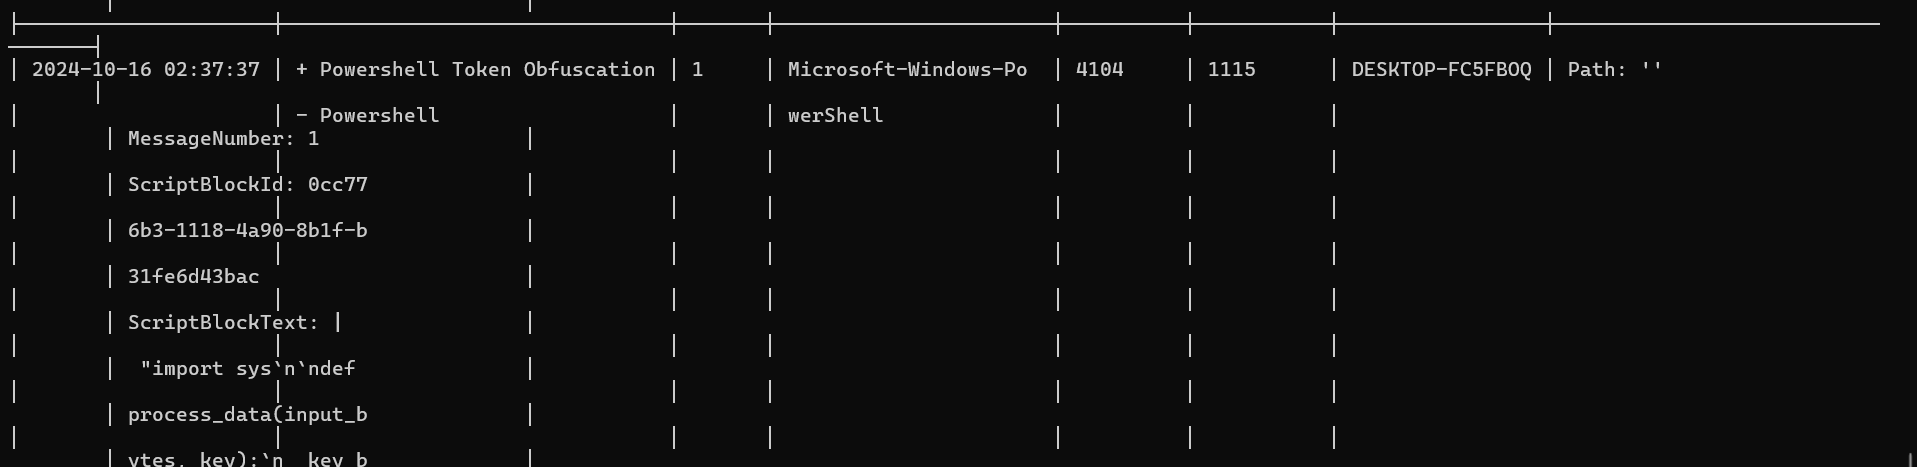 2024-10-16 02:37:37 | + Powershell Token Obfuscation | 1 | Microsoft-Windows-Po | 4104 | 1115 | DESKTOP-FC5FBOQ | Path: ''
- Powershell | werShell
MessageNumber: 1
ScriptBlockId: 0cc77
6b3-1118-4a90-8b1f-b
31fe6d43bac
ScriptBlockText: |
"import sys`n`ndef
process_data(input_b
ytes, key):`n  key_b